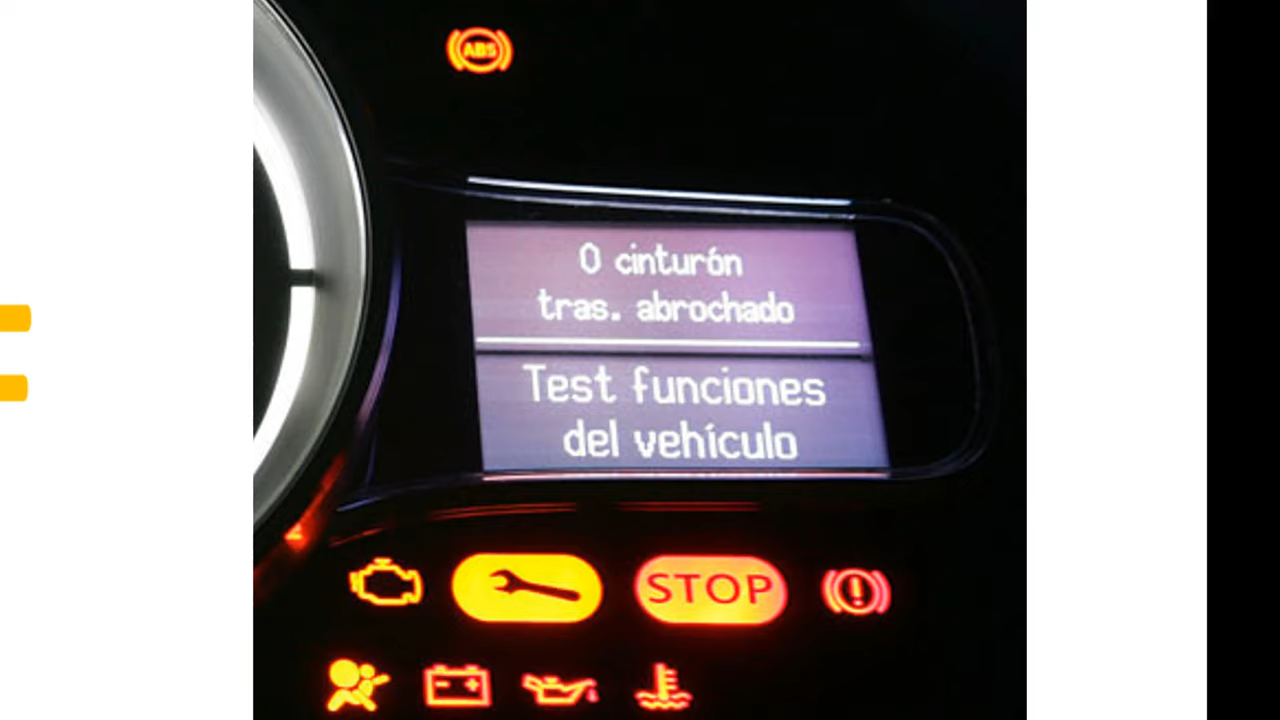 ABS
0 cinturón
tras. abrochado
Test funciones
del vehículo
STOP